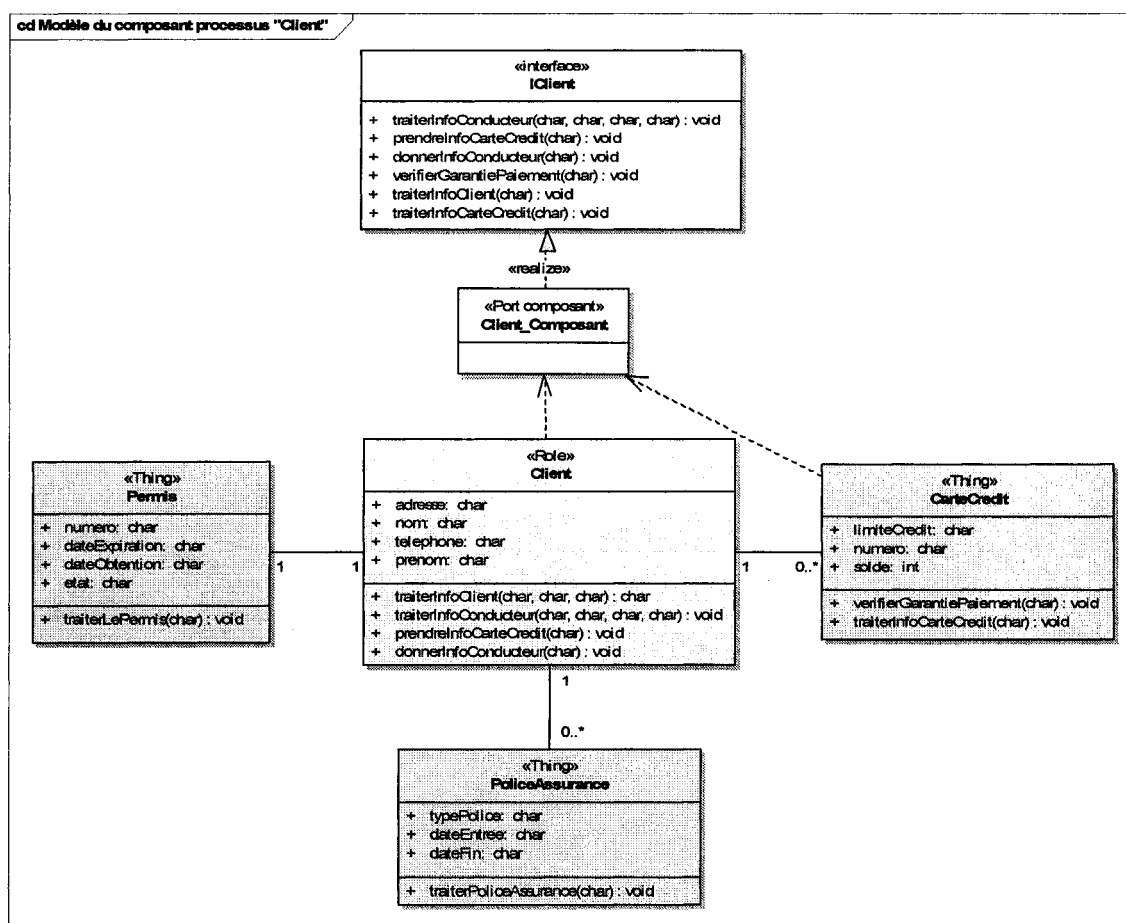 cd Modèle du composant processus "Client"
«interface»
IClient
+ traiterInfoConducteur(char, char, char, char) : void
+ prendreInfoCarteCredit(char) : void
+ donnerInfoConducteur(char) : void
+ verifierGarantiePaiement(char) : void
+ traiterInfoClient(char) : void
+ traiterInfoCarteCredit(char) : void
«realize»
«Port composant»
Client_Composant
«Thing»
Permis
+ numero: char
+ dateExpiration: char
+ dateObtention: char
+ etat: char
+ traiterLePermis(char) : void
1
1
«Role»
Client
+ adresse: char
+ nom: char
+ telephone: char
+ prenom: char
+ traiterInfoClient(char, char, char) : char
+ traiterInfoConducteur(char, char, char, char) : void
+ prendreInfoCarteCredit(char) : void
+ donnerInfoConducteur(char) : void
1
0..*
«Thing»
CarteCredit
+ limiteCredit: char
+ numero: char
+ solde: int
+ verifierGarantiePaiement(char) : void
+ traiterInfoCarteCredit(char) : void
1
0..*
«Thing»
PoliceAssurance
+ typePolice: char
+ dateEntree: char
+ dateFin: char
+ traiterPoliceAssurance(char) : void